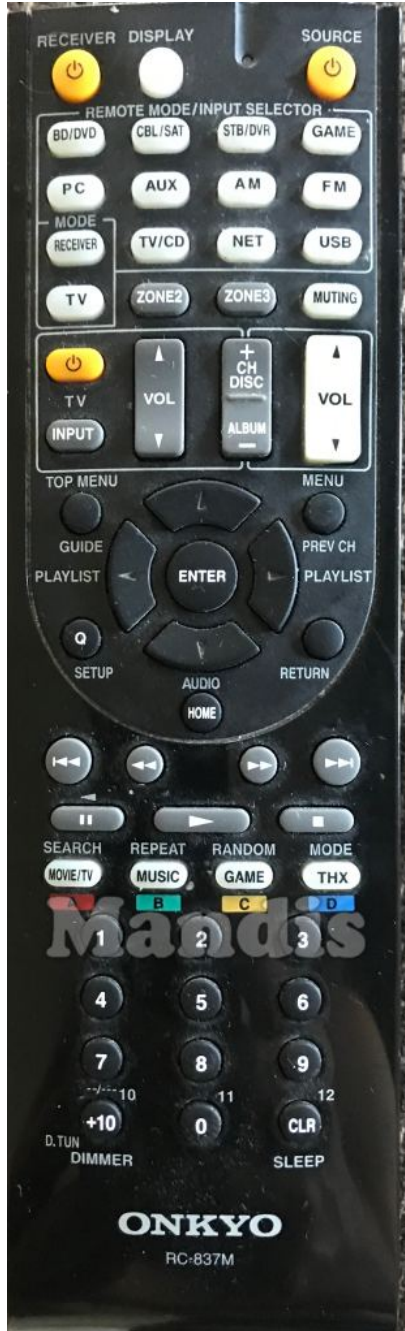 RECEIVER DISPLAY SOURCE
REMOTE MODE/INPUT SELECTOR
BD/DVD CBL/SAT STB/DVR GAME
PC AUX AM FM
MODE
RECEIVER TV/CD NET USB
TV ZONE2 ZONE3 MUTING
+
CH
DISC
VOL VOL
TV
ALBUM
INPUT
-
TOP MENU MENU
GUIDE PREV CH
PLAYLIST ENTER PLAYLIST
Q
SETUP RETURN
AUDIO
HOME
SEARCH REPEAT RANDOM MODE
MOVIE/TV MUSIC GAME THX
B C D
Mandis
1 2 3
4 5 6
7 8 9
--/--- 10 11 12
+10 0 CLR
D.TUN
DIMMER SLEEP
ONKYO
RC-837M